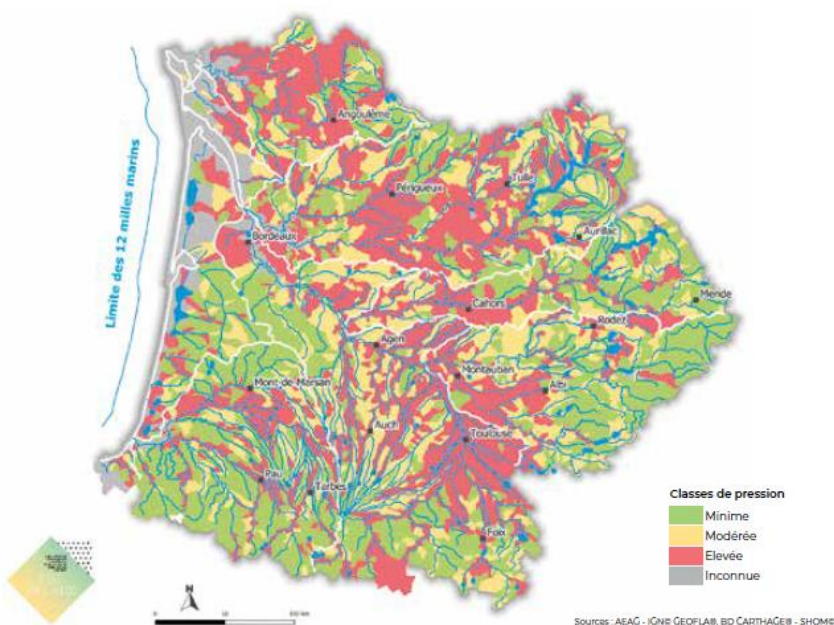 Limite des 12 milles marins
Angoulême
Périgueux
Tulle
Bordeaux
Aurillac
Mende
Cahors
Rodez
Agen
Montauban
Albi
Mont-de-Marsan
Auch
Toulouse
Pau
Tarbes
Foix
Classes de pression
Minime
Modérée
Elevée
Inconnue
N
Sources : AEAG - IGN© GEOFLA®, BD CARTHAGE® - SHOM©